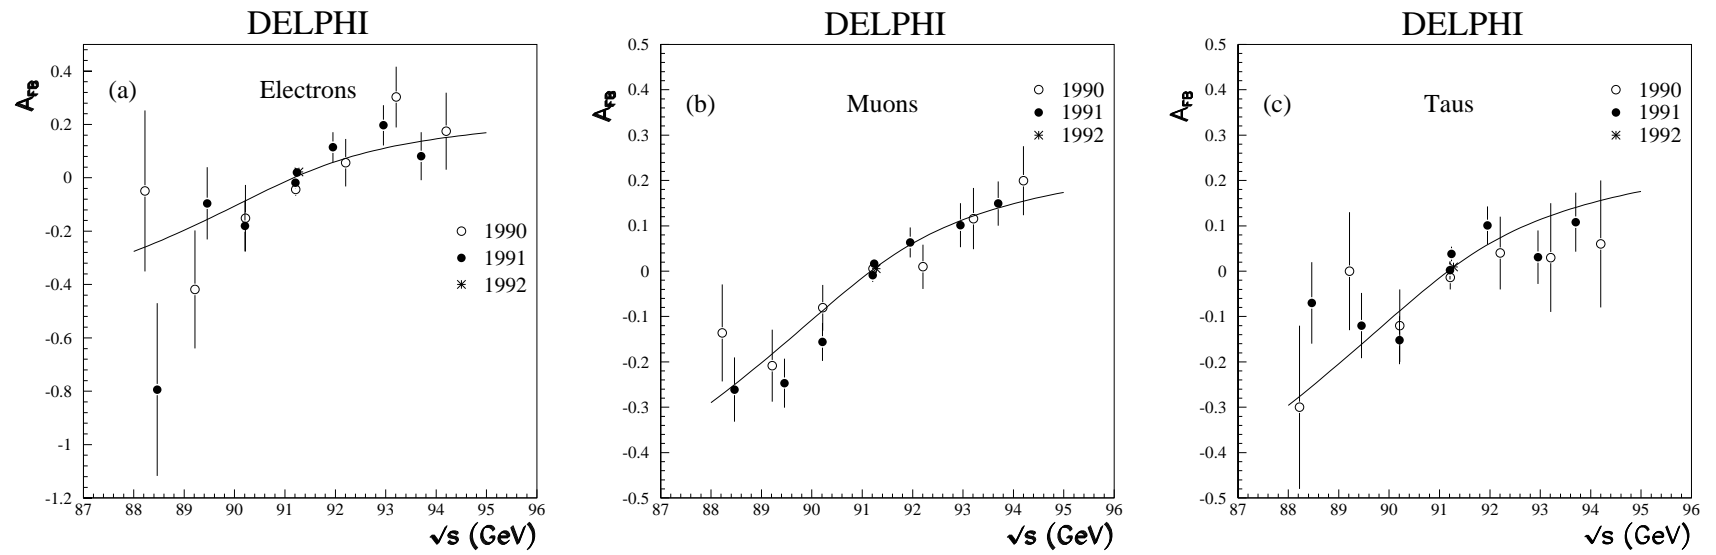 DELPHI
A_FB
(a)
Electrons
0.4
0.2
0
-0.2
-0.4
-0.6
-0.8
-1
-1.2
1990
1991
1992
87 88 89 90 91 92 93 94 95 96
√s (GeV)
DELPHI
A_FB
(b)
Muons
1990
1991
1992
0.5
0.4
0.3
0.2
0.1
0
-0.1
-0.2
-0.3
-0.4
-0.5
87 88 89 90 91 92 93 94 95 96
√s (GeV)
DELPHI
A_FB
(c)
Taus
1990
1991
1992
0.5
0.4
0.3
0.2
0.1
0
-0.1
-0.2
-0.3
-0.4
-0.5
87 88 89 90 91 92 93 94 95 96
√s (GeV)